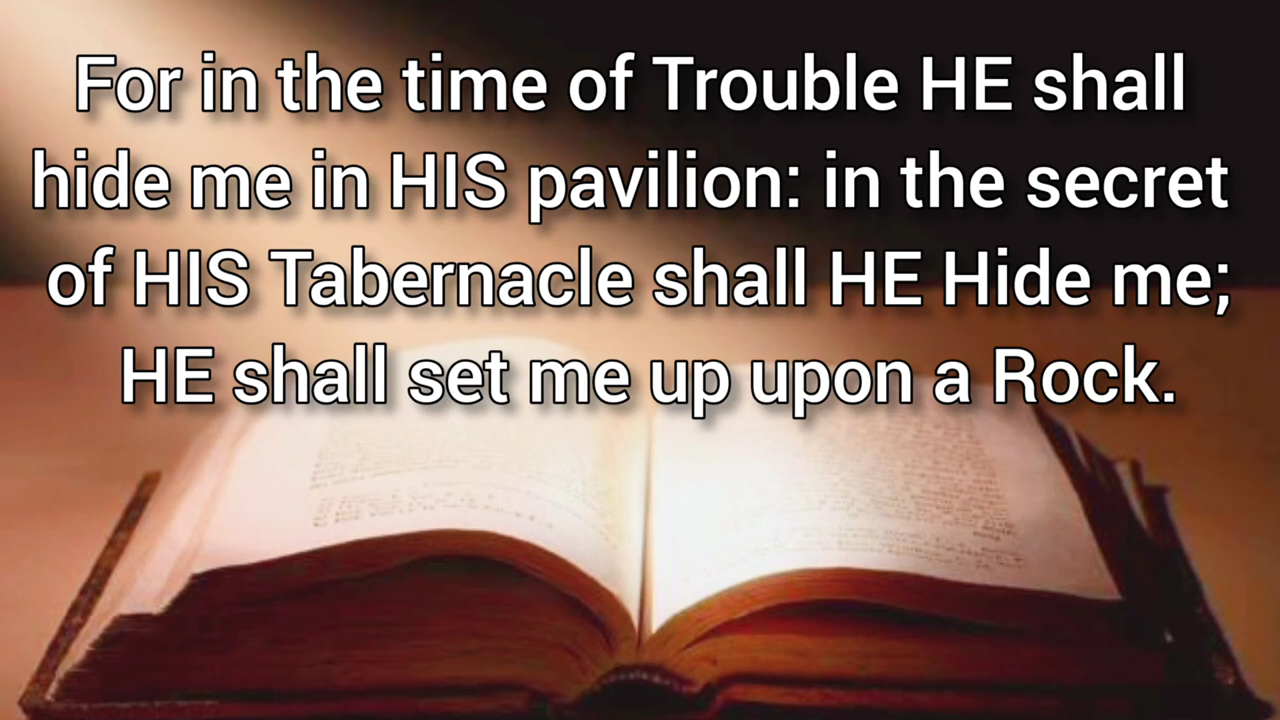 For in the time of Trouble HE shall
hide me in HIS pavilion: in the secret
of HIS Tabernacle shall HE Hide me;
HE shall set me up upon a Rock.